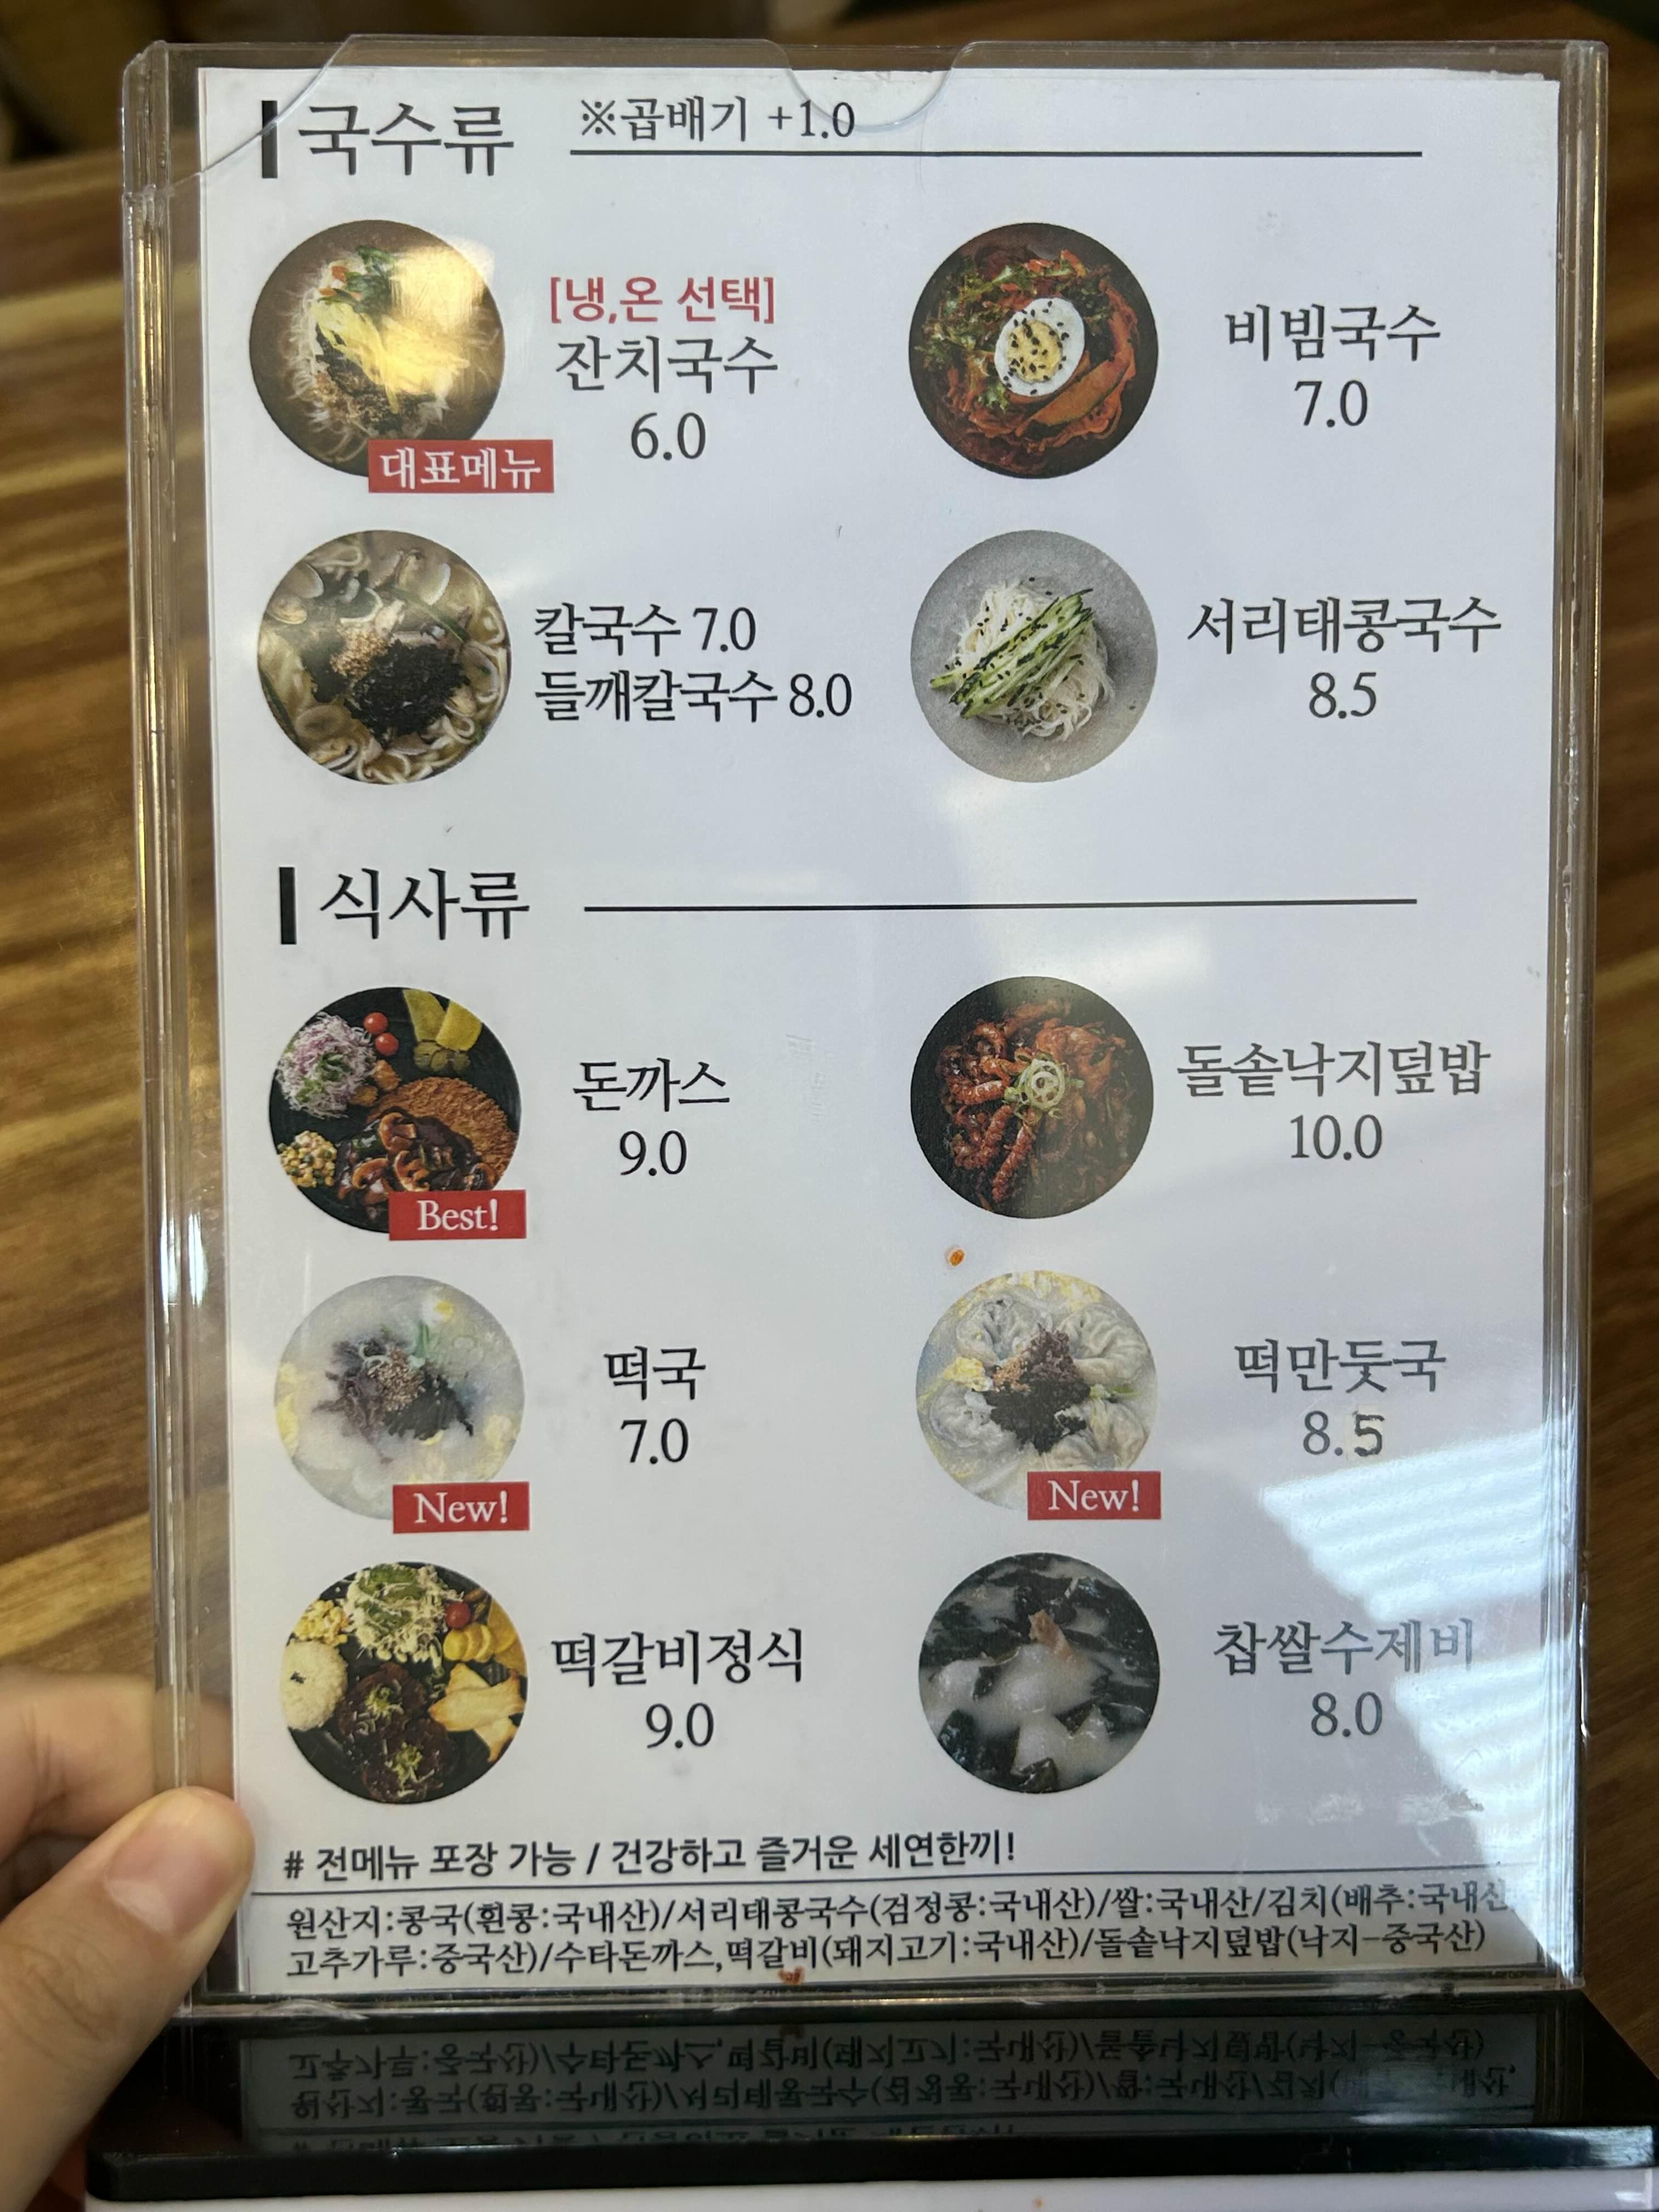 국수류 ※곱배기 +1.0
[냉,온 선택]
잔치국수
6.0
대표메뉴
비빔국수
7.0
칼국수 7.0
들깨칼국수 8.0
서리태콩국수
8.5
식사류
돈까스
9.0
Best!
돌솥낙지덮밥
10.0
떡국
7.0
New!
떡만둣국
8.5
New!
떡갈비정식
9.0
찹쌀수제비
8.0
# 전메뉴 포장 가능 / 건강하고 즐거운 세연한끼!
원산지:콩국(흰콩:국내산)/서리태콩국수(검정콩:국내산)/쌀:국내산/김치(배추:국내산
고추가루:중국산)/수타돈까스,떡갈비(돼지고기:국내산)/돌솥낙지덮밥(낙지-중국산)